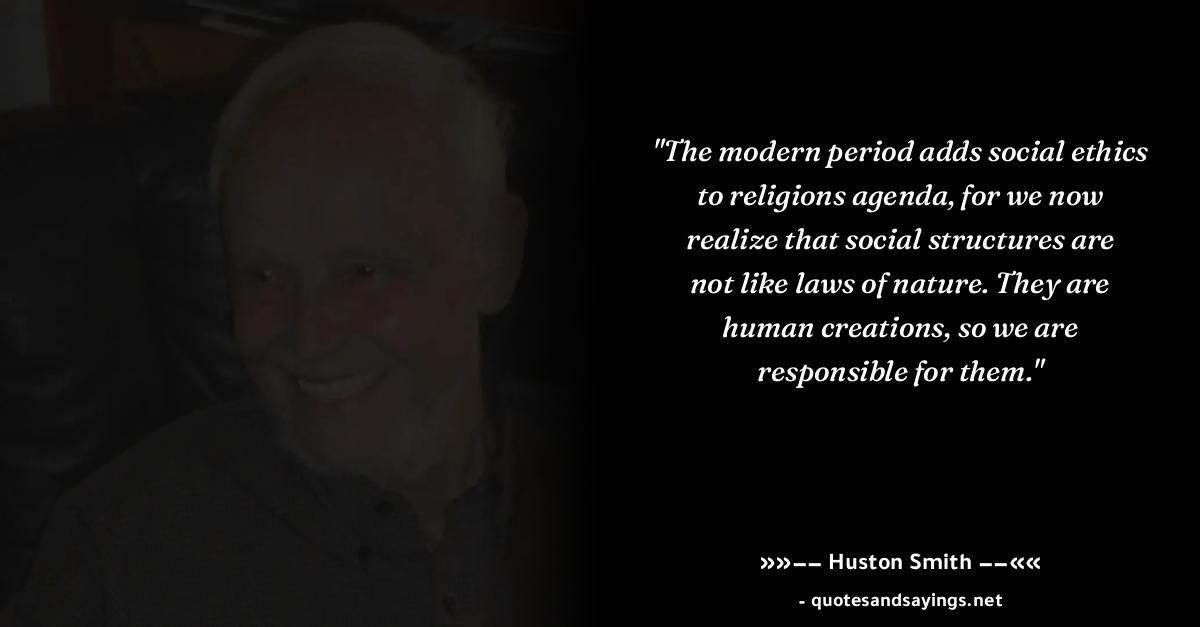 "The modern period adds social ethics
to religions agenda, for we now
realize that social structures are
not like laws of nature. They are
human creations, so we are
responsible for them."
»»−− Huston Smith −−««
- quotesandsayings.net